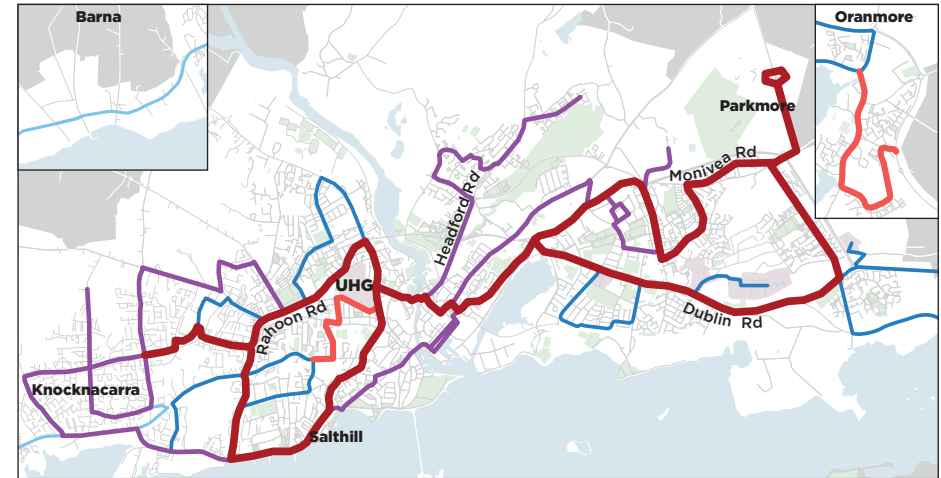 Barna
Oranmore
Parkmore
Monivea Rd
Headford Rd
UHG
Rahoon Rd
Dublin Rd
Knocknacarra
Salthill